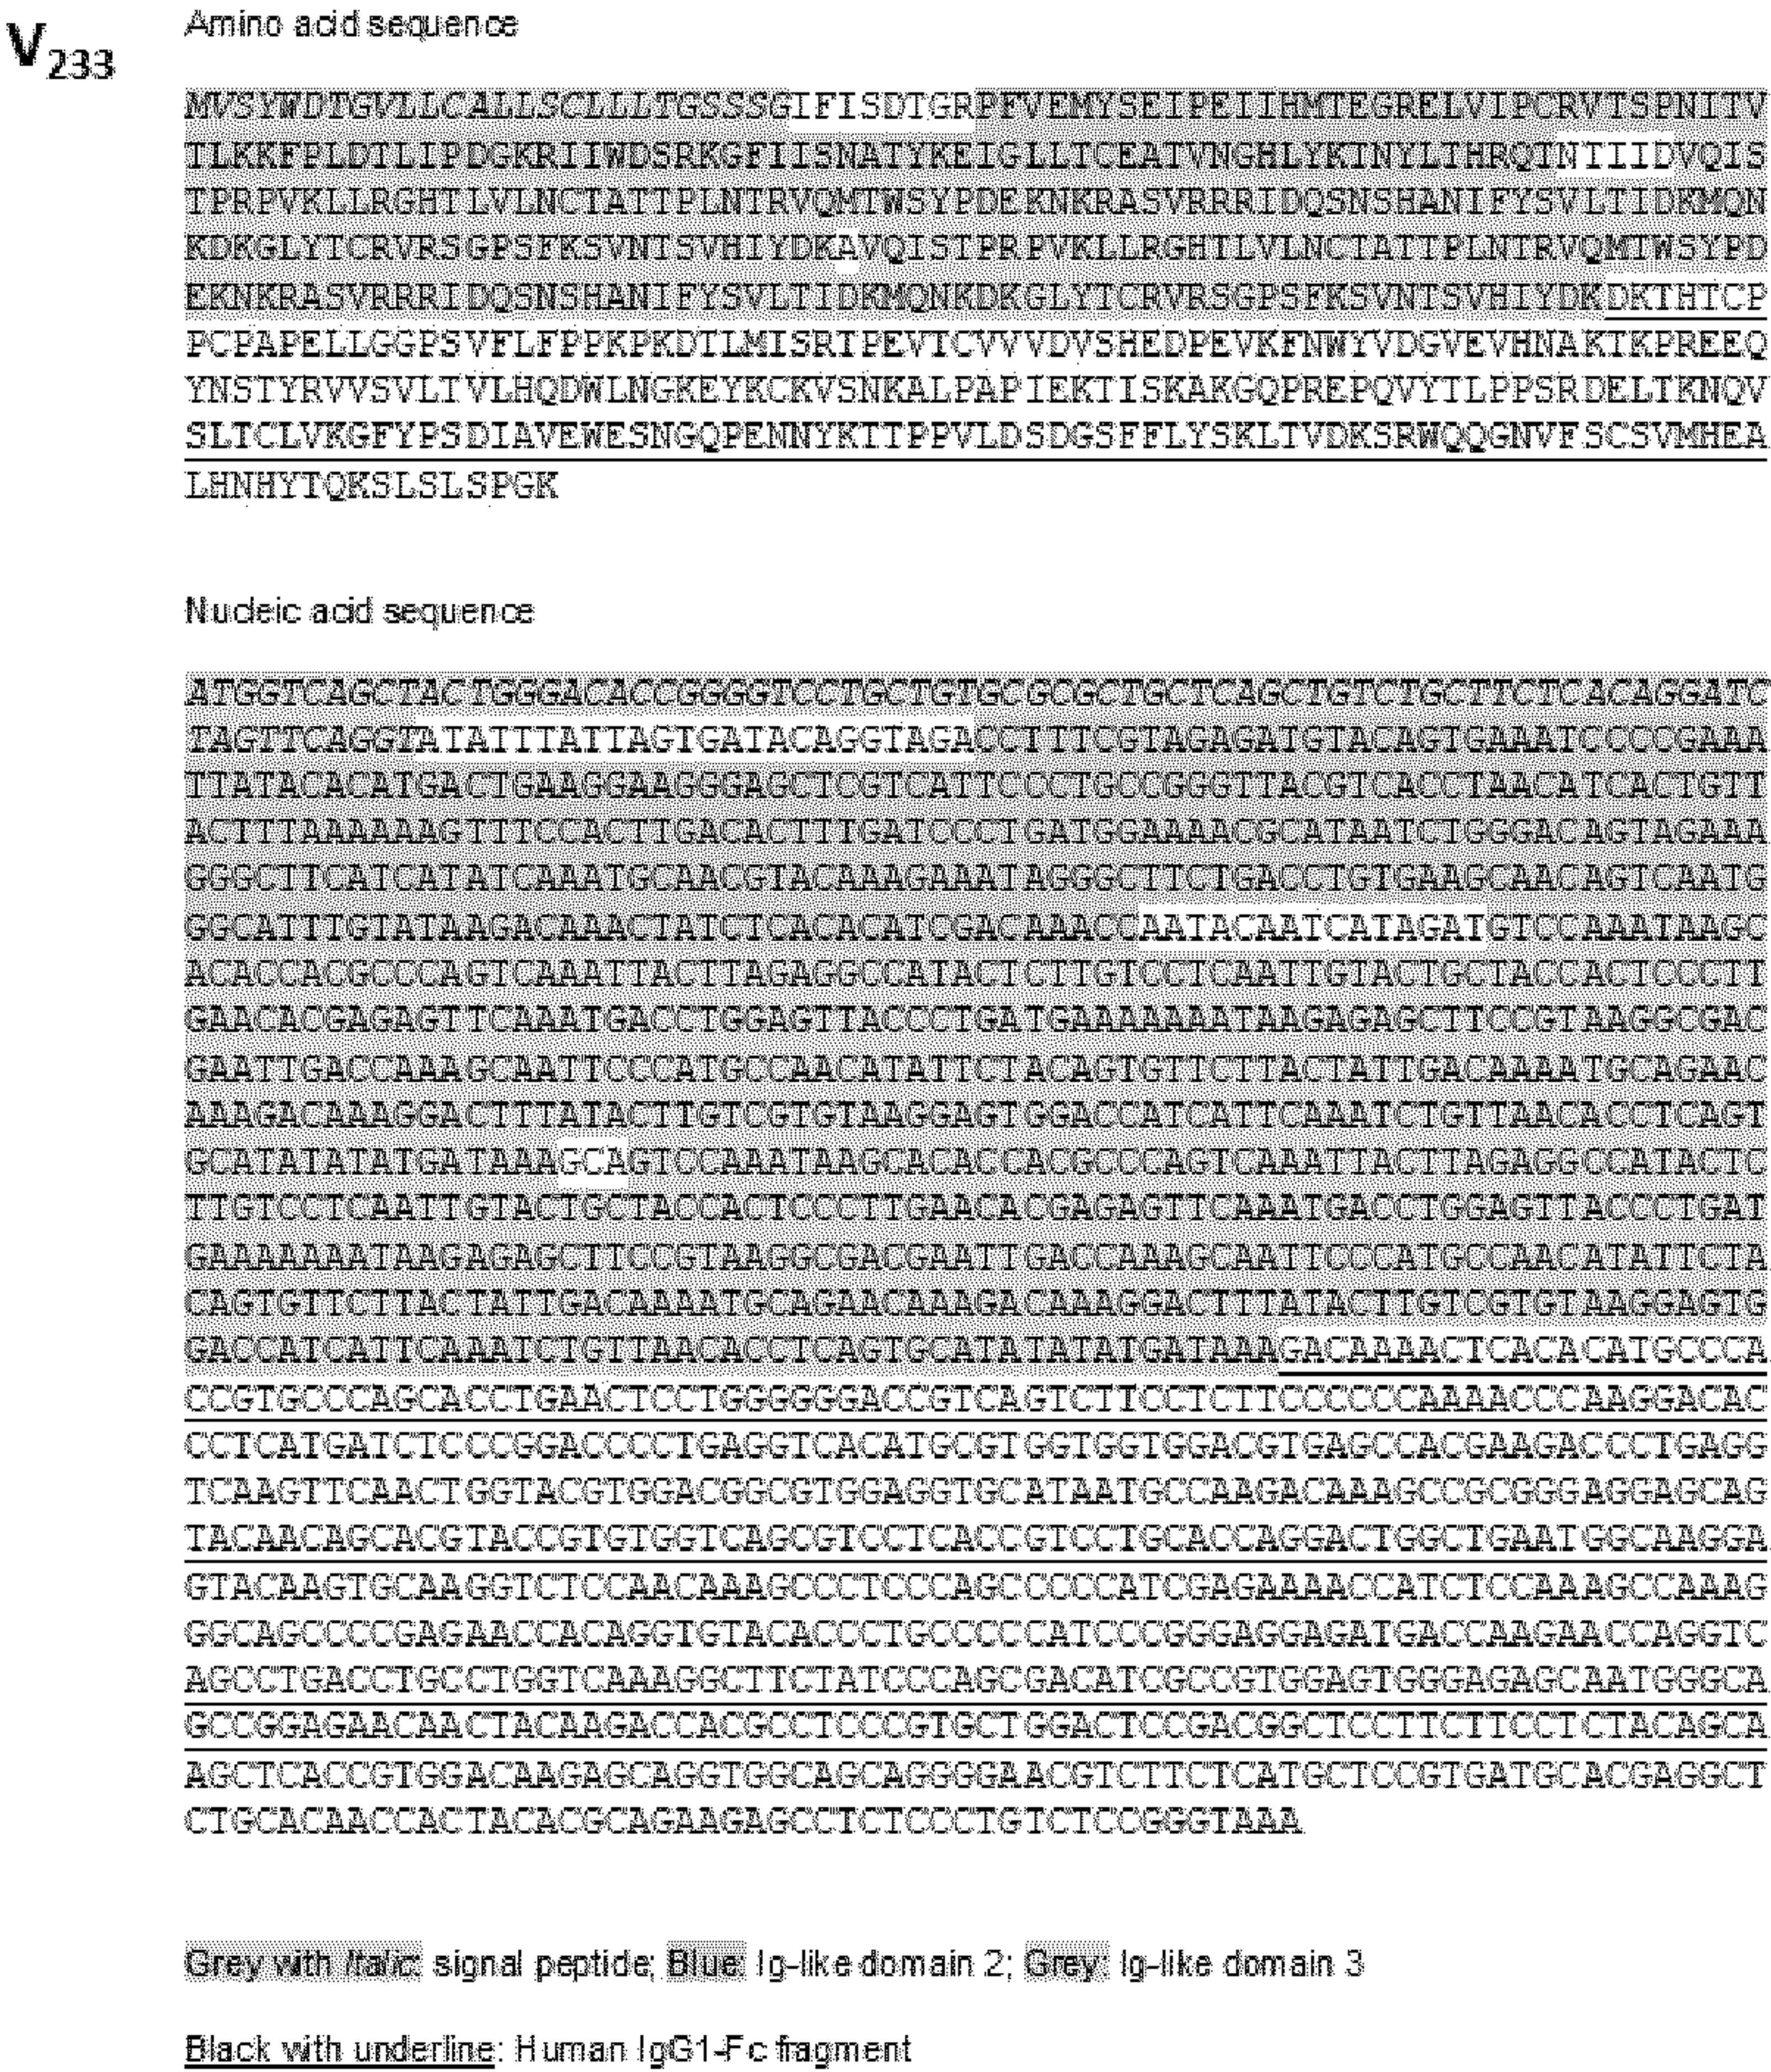 V233
Amino acid sequence
MVSYWDTGVLLCALLSCLLLTGSSSGIFISDTGRPFVEMYSEIPEIIHMTEGRELVIPCRVTSPNITV
TLKKFPLDTLIPDGKRIIWDSRKGFIISNATYKEIGLLTCEATVNGHLYKTNYLTHRQTNTIIDVQIS
TPRPVKLLRGHTLVLNCTATTPLNTRVQMTWSYPDEKNKRASVRRRIDQSNSHANIFYSVLTIDKMQN
KDKGLYTCRVRSGPSFKSVNTSVHIYDKAVQISTPRPVKLLRGHTLVLNCTATTPLNTRVQMTWSYPD
EKNKRASVRRRIDQSNSHANIFYSVLTIDKMQNKDKGLYTCRVRSGPSFKSVNTSVHIYDKDKTHTCP
PCPAPELLGGPSVFLFPPKPKDTLMISRTPEVTCVVVDVSHEDPEVKFNWYVDGVEVHNAKTKPREEQ
YNSTYRVVSVLTVLHQDWLNGKEYKCKVSNKALPAPIEKTISKAKGQPREPQVYTLPPSRDELTKNQV
SLTCLVKGFYPSDIAVEWESNGQPENNYKTTPPVLDSDGSFFLYSKLTVDKSRWQQGNVFSCSVMHEA
LHNHYTQKSLSLSPGK
Nucleic acid sequence
ATGGTCAGCTACTGGGACACCGGGGTCCTGCTGTGCGCGCTGCTCAGCTGTCTGCTTCTCACAGGATC
TAGTTCAGGTATATTTATTAGTGATACAGGTAGACCTTTCGTAGAGATGTACAGTGAAATCCCCGAAA
TTATACACATGACTGAAGGAAGGGAGCTCGTCATTCCCTGCCGGGTTACGTCACCTAACATCACTGTT
ACTTTAAAAAAGTTTCCACTTGACACTTTGATCCCTGATGGAAAACGCATAATCTGGGACAGTAGAAA
GGGCTTCATCATATCAAATGCAACGTACAAAGAAATAGGGCTTCTGACCTGTGAAGCAACAGTCAATG
GGCATTTGTATAAGACAAACTATCTCACACATCGACAAACCAATACAATCATAGATGTCCAAATAAGC
ACACCACGCCCAGTCAAATTACTTAGAGGCCATACTCTTGTCCTCAATTGTACTGCTACCACTCCCTT
GAACACGAGAGTTCAAATGACCTGGAGTTACCCTGATGAAAAAAATAAGAGAGCTTCCGTAAGGCGAC
GAATTGACCAAAGCAATTCCCATGCCAACATATTCTACAGTGTTCTTACTATTGACAAAATGCAGAAC
AAAGACAAAGGACTTTATACTTGTCGTGTAAGGAGTGGACCATCATTCAAATCTGTTAACACCTCAGT
GCATATATATGATAAAGCAGTCCAAATAAGCACACCACGCCCAGTCAAATTACTTAGAGGCCATACTC
TTGTCCTCAATTGTACTGCTACCACTCCCTTGAACACGAGAGTTCAAATGACCTGGAGTTACCCTGAT
GAAAAAAATAAGAGAGCTTCCGTAAGGCGACGAATTGACCAAAGCAATTCCCATGCCAACATATTCTA
CAGTGTTCTTACTATTGACAAAATGCAGAACAAAGACAAAGGACTTTATACTTGTCGTGTAAGGAGTG
GACCATCATTCAAATCTGTTAACACCTCAGTGCATATATATGATAAAGACAAAACTCACACATGCCCA
CCGTGCCCAGCACCTGAACTCCTGGGGGGACCGTCAGTCTTCCTCTTCCCCCCAAAACCCAAGGACAC
CCTCATGATCTCCCGGACCCCTGAGGTCACATGCGTGGTGGTGGACGTGAGCCACGAAGACCCTGAGG
TCAAGTTCAACTGGTACGTGGACGGCGTGGAGGTGCATAATGCCAAGACAAAGCCGCGGGAGGAGCAG
TACAACAGCACGTACCGTGTGGTCAGCGTCCTCACCGTCCTGCACCAGGACTGGCTGAATGGCAAGGA
GTACAAGTGCAAGGTCTCCAACAAAGCCCTCCCAGCCCCCATCGAGAAAACCATCTCCAAAGCCAAAG
GGCAGCCCCGAGAACCACAGGTGTACACCCTGCCCCCATCCCGGGAGGAGATGACCAAGAACCAGGTC
AGCCTGACCTGCCTGGTCAAAGGCTTCTATCCCAGCGACATCGCCGTGGAGTGGGAGAGCAATGGGCA
GCCGGAGAACAACTACAAGACCACGCCTCCCGTGCTGGACTCCGACGGCTCCTTCTTCCTCTACAGCA
AGCTCACCGTGGACAAGAGCAGGTGGCAGCAGGGGAACGTCTTCTCATGCTCCGTGATGCACGAGGCT
CTGCACAACCACTACACGCAGAAGAGCCTCTCCCTGTCTCCGGGTAAA
Grey with Italic: signal peptide; Blue: Ig-like domain 2; Grey: Ig-like domain 3
Black with underline: Human IgG1-Fc fragment